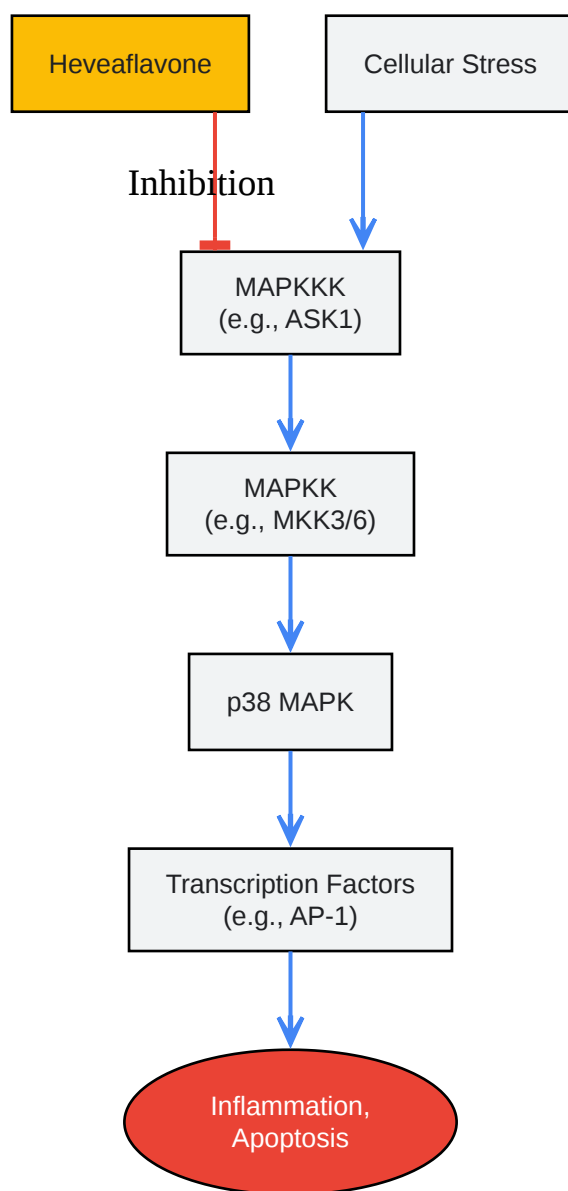 Heveaflavone
Cellular Stress
Inhibition
MAPKKK
(e.g., ASK1)
MAPKK
(e.g., MKK3/6)
p38 MAPK
Transcription Factors
(e.g., AP-1)
Inflammation,
Apoptosis